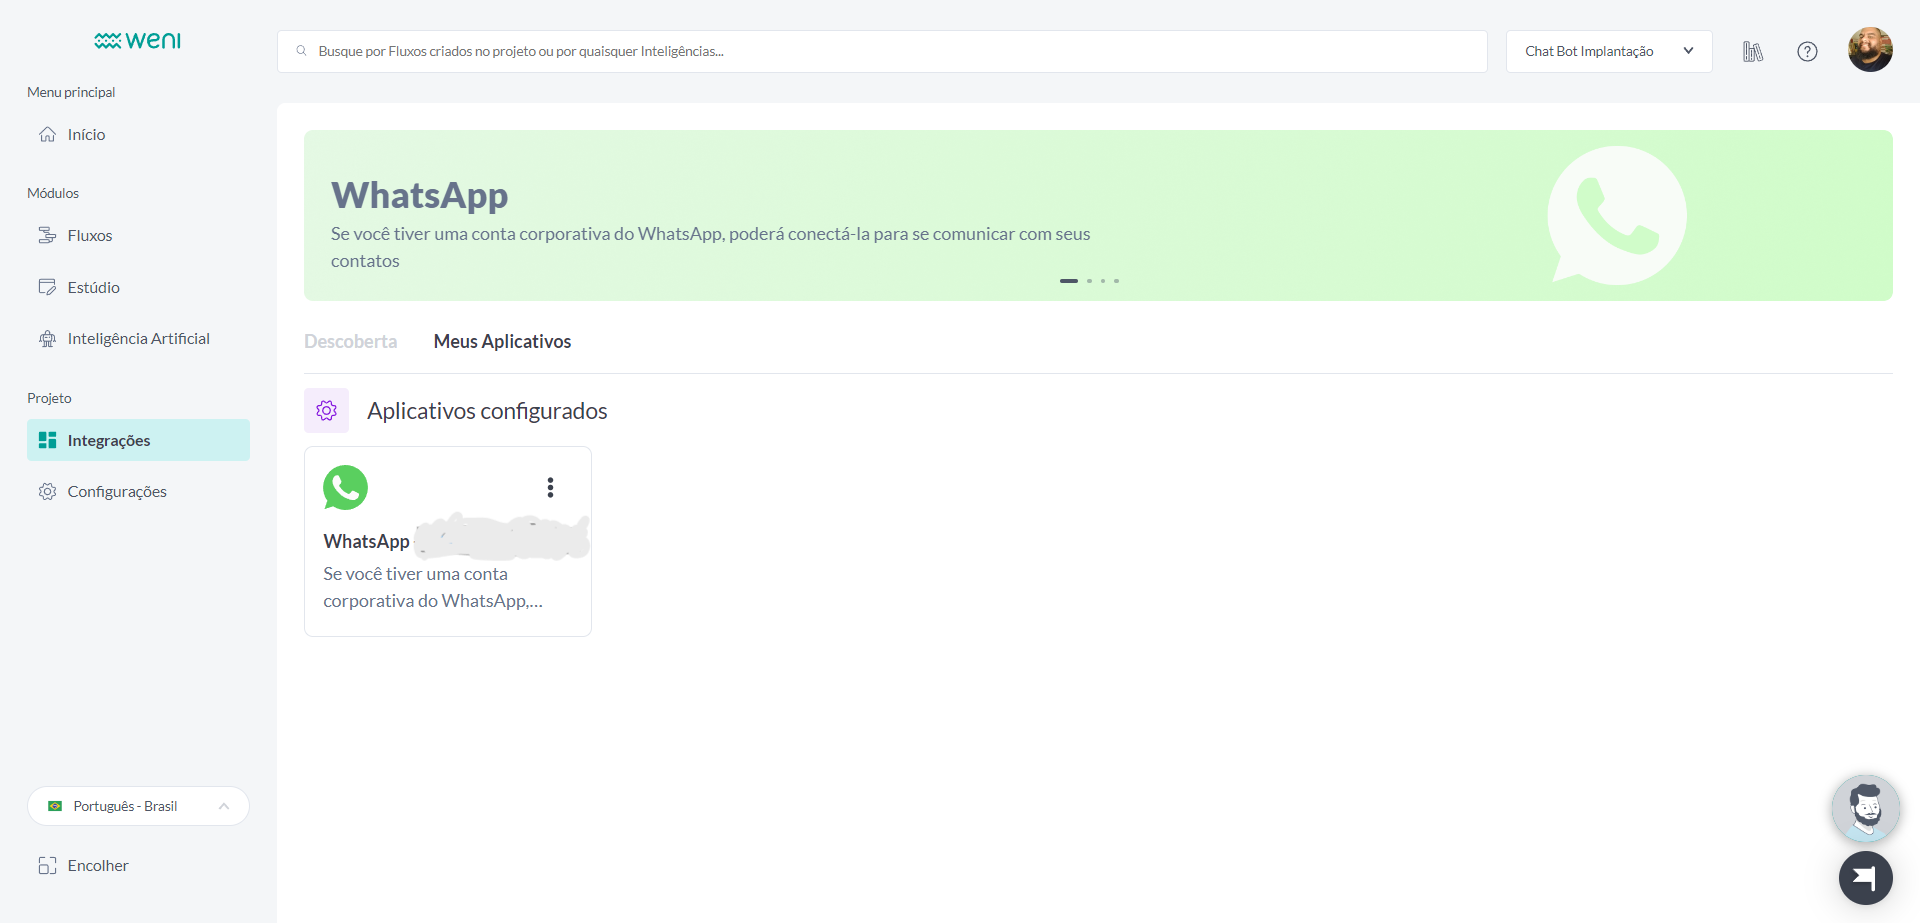 weni
Busque por Fluxos criados no projeto ou por quaisquer Inteligências...
Chat Bot Implantação
Menu principal
Início
Módulos
Fluxos
Estúdio
Inteligência Artificial
Projeto
Integrações
Configurações
Português - Brasil
Encolher
WhatsApp
Se você tiver uma conta corporativa do WhatsApp, poderá conectá-la para se comunicar com seus
contatos
Descoberta
Meus Aplicativos
Aplicativos configurados
WhatsApp
Se você tiver uma conta
corporativa do WhatsApp,...